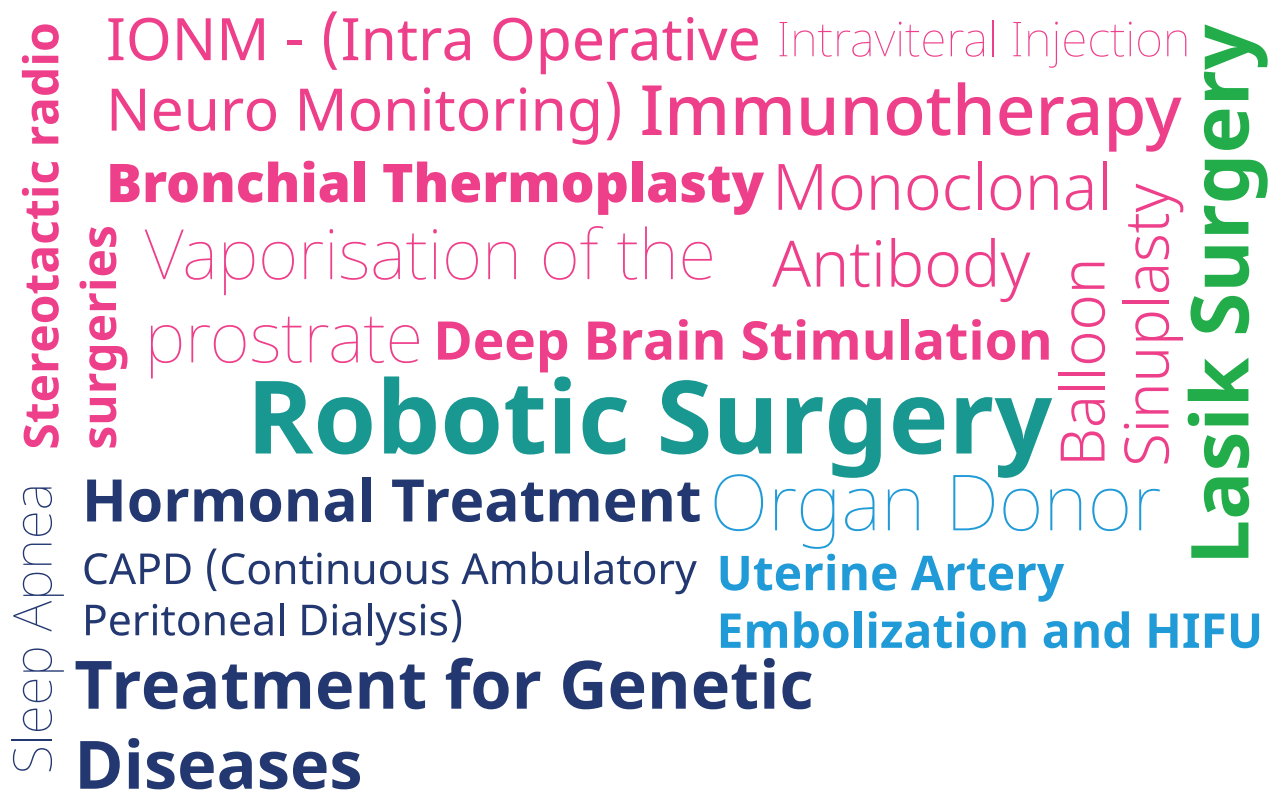 Stereotactic radio
surgeries
IONM - (Intra Operative
Neuro Monitoring)
Intraviteral Injection
Immunotherapy
Bronchial Thermoplasty
Monoclonal
Antibody
Vaporisation of the
prostrate
Deep Brain Stimulation
Balloon
Sinuplasty
Lasik Surgery
Robotic Surgery
Sleep Apnea
Hormonal Treatment
Organ Donor
CAPD (Continuous Ambulatory
Peritoneal Dialysis)
Uterine Artery
Embolization and HIFU
Treatment for Genetic
Diseases